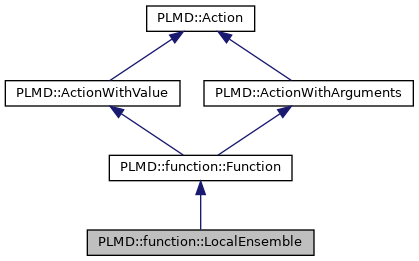 PLMD::Action
PLMD::ActionWithValue
PLMD::ActionWithArguments
PLMD::function::Function
PLMD::function::LocalEnsemble